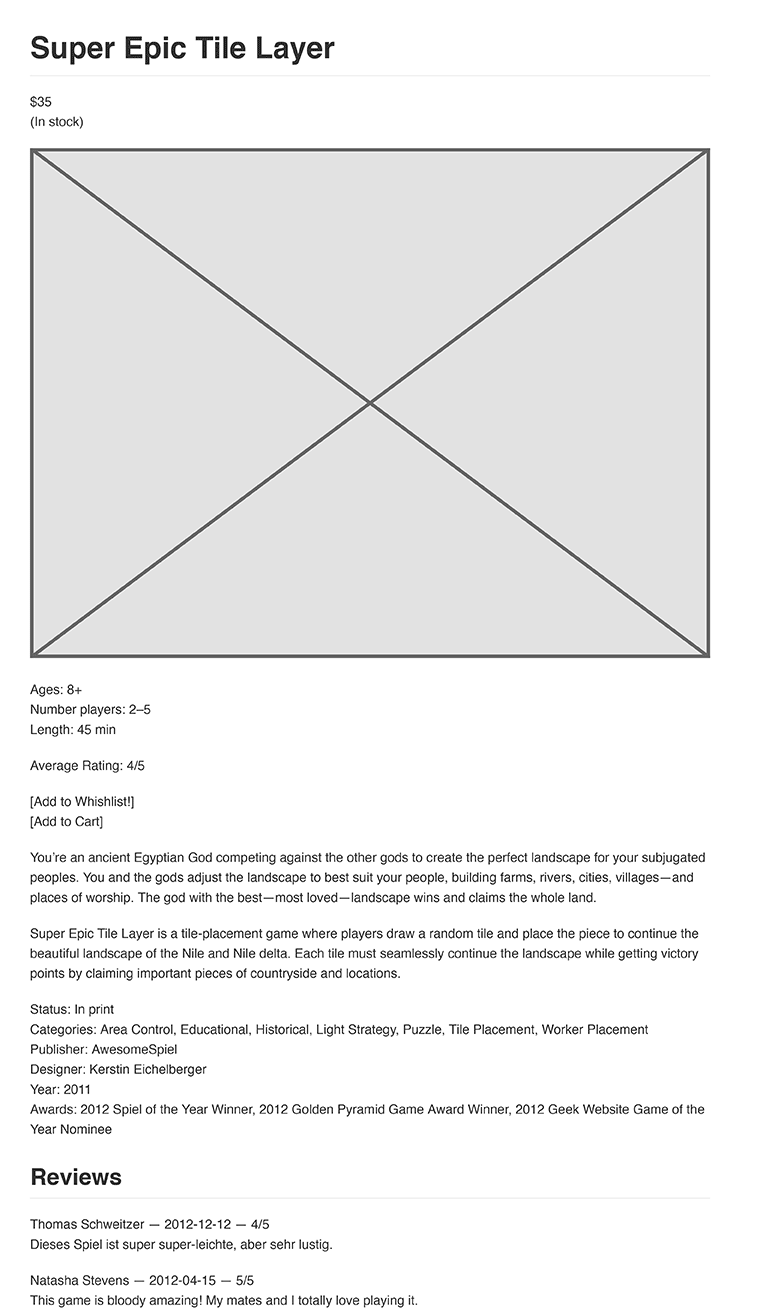 Super Epic Tile Layer
$35
(In stock)
Ages: 8+
Number players: 2–5
Length: 45 min
Average Rating: 4/5
[Add to Whishlist!]
[Add to Cart]
You’re an ancient Egyptian God competing against the other gods to create the perfect landscape for your subjugated
peoples. You and the gods adjust the landscape to best suit your people, building farms, rivers, cities, villages—and
places of worship. The god with the best—most loved—landscape wins and claims the whole land.
Super Epic Tile Layer is a tile-placement game where players draw a random tile and place the piece to continue the
beautiful landscape of the Nile and Nile delta. Each tile must seamlessly continue the landscape while getting victory
points by claiming important pieces of countryside and locations.
Status: In print
Categories: Area Control, Educational, Historical, Light Strategy, Puzzle, Tile Placement, Worker Placement
Publisher: AwesomeSpiel
Designer: Kerstin Eichelberger
Year: 2011
Awards: 2012 Spiel of the Year Winner, 2012 Golden Pyramid Game Award Winner, 2012 Geek Website Game of the
Year Nominee
Reviews
Thomas Schweitzer — 2012-12-12 — 4/5
Dieses Spiel ist super super-leichte, aber sehr lustig.
Natasha Stevens — 2012-04-15 — 5/5
This game is bloody amazing! My mates and I totally love playing it.